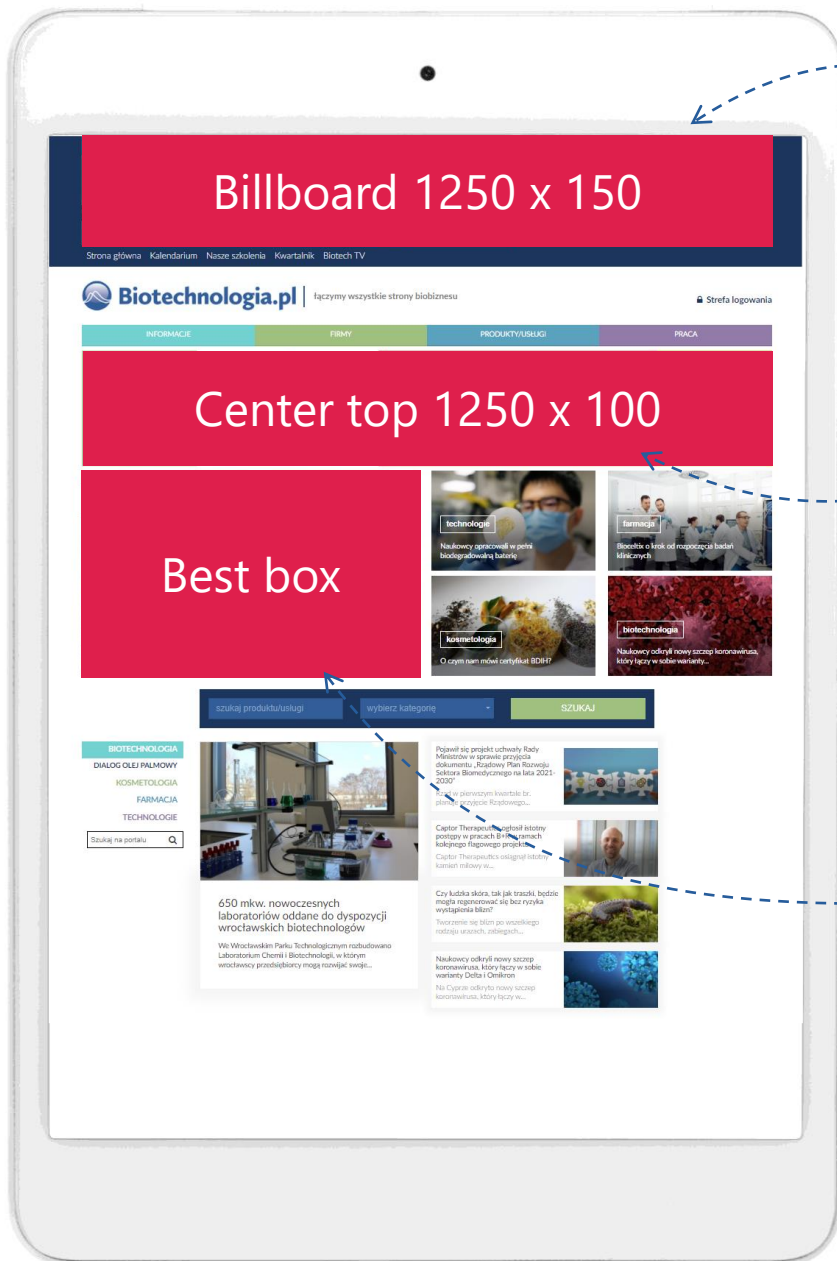 Billboard 1250 x 150
Strona główna Kalendarium Nasze szkolenia Kwartalnik Biotech TV
Biotechnologia.pl łączymy wszystkie strony biobiznesu
Strefa logowania
INFORMACJE FIRMY PRODUKTY/USŁUGI PRACA
Center top 1250 x 100
Best box
technologie
Naukowcy opracowali w pełni
biodegradowalną baterię
farmacja
Bioceltix o krok od rozpoczęcia badań
klinicznych
kosmetologia
O czym nam mówi certyfikat BDIH?
biotechnologia
Naukowcy odkryli nowy szczep koronawirusa,
który łączy w sobie warianty...
szukaj produktu/usługi wybierz kategorię SZUKAJ
BIOTECHNOLOGIA
DIALOG OLEJ PALMOWY
KOSMETOLOGIA
FARMACJA
TECHNOLOGIE
Szukaj na portalu
650 mkw. nowoczesnych
laboratoriów oddane do dyspozycji
wrocławskich biotechnologów
We Wrocławskim Parku Technologicznym rozbudowano
Laboratorium Chemii i Biotechnologii, w którym
wrocławscy przedsiębiorcy mogą rozwijać swoje...
Pojawił się projekt uchwały Rady
Ministrów w sprawie przyjęcia
dokumentu „Rządowy Plan Rozwoju
Sektora Biomedycznego na lata 2021-
2030”
Rząd w pierwszym kwartale br.
planuje przyjęcie Rządowego...
Captor Therapeutics ogłosił istotny
postępy w pracach B+R w ramach
kolejnego flagowego projektu
Captor Therapeutics osiągnął istotny
kamień milowy w...
Czy ludzka skóra, tak jak traszki, będzie
mogła regenerować się bez ryzyka
wystąpienia blizn?
Tworzenie się blizn po wszelkiego
rodzaju urazach, zabiegach...
Naukowcy odkryli nowy szczep
koronawirusa, który łączy w sobie
warianty Delta i Omikron
Na Cyprze odkryto nowy szczep
koronawirusa, który łączy w...